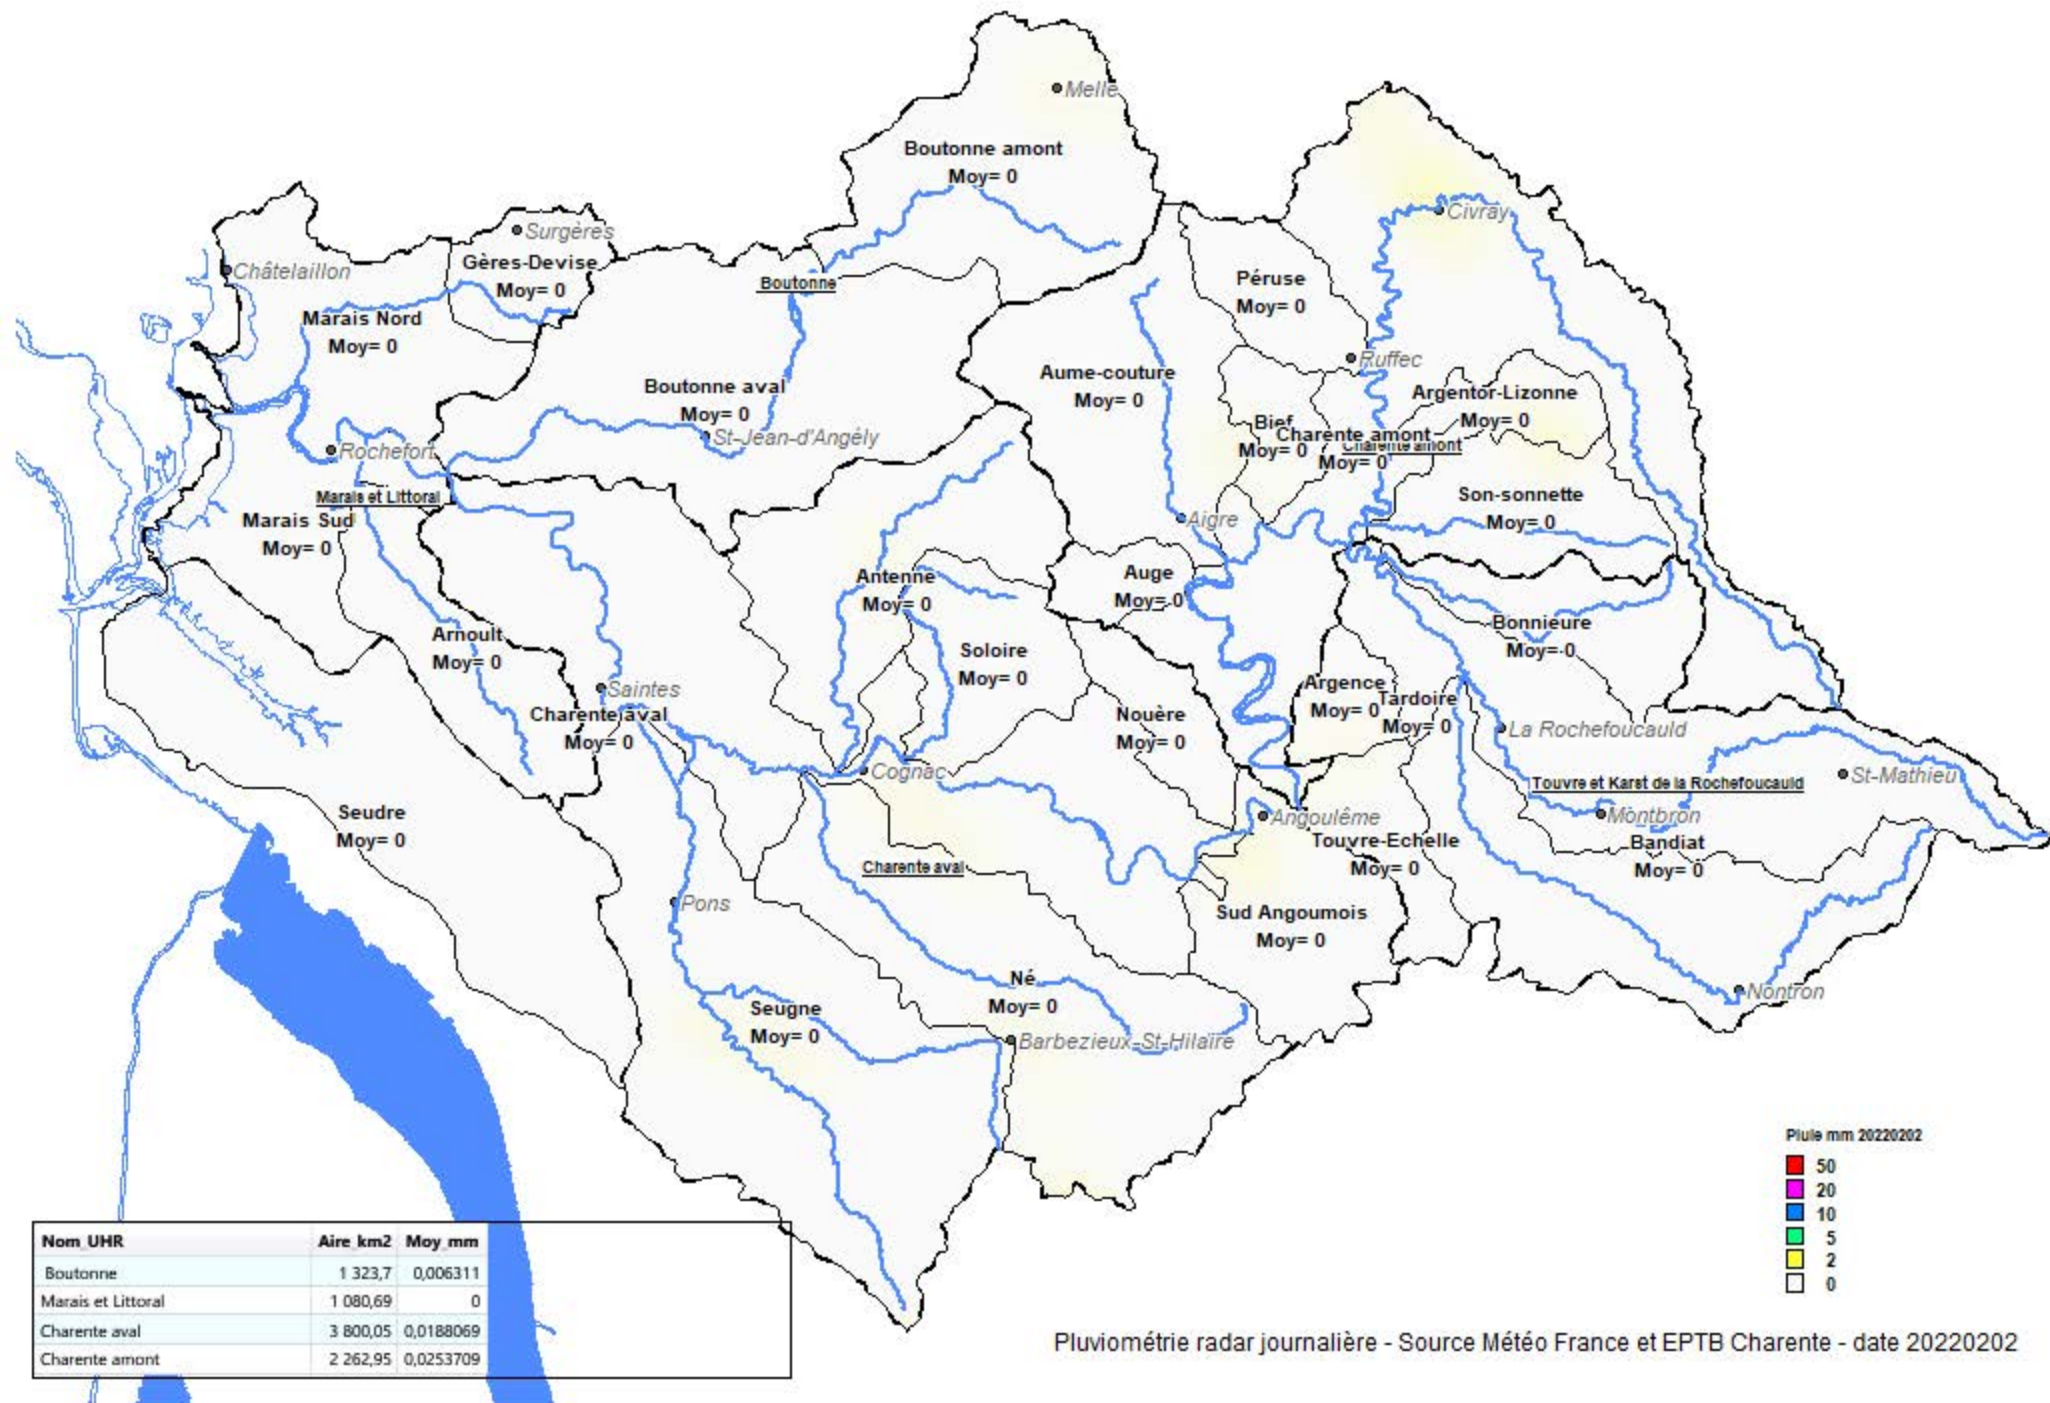 Melle
Boutonne amont
Moy= 0
Civray
Surgères
Châtelaillon
Gères-Devise
Moy= 0
Boutonne
Péruse
Moy= 0
Marais Nord
Moy= 0
Ruffec
Aume-couture
Moy= 0
Boutonne aval
Moy= 0
Argentor-Lizonne
Moy= 0
St-Jean-d'Angély
Bief
Moy= 0
Charente amont
Moy= 0
Charente amont
Rochefort
Marais et Littoral
Marais Sud
Moy= 0
Son-sonnette
Moy= 0
Aigre
Antenne
Moy= 0
Auge
Moy= 0
Bonnieure
Moy= 0
Arnoult
Moy= 0
Soloire
Moy= 0
Saintes
Argence
Moy= 0
Tardoire
Moy= 0
Charente aval
Moy= 0
Nouère
Moy= 0
La Rochefoucauld
Cognac
Touvre et Karst de la Rochefoucauld
St-Mathieu
Seudre
Moy= 0
Angoulême
Montbron
Touvre-Echelle
Moy= 0
Bandiat
Moy= 0
Charente aval
Pons
Sud Angoumois
Moy= 0
Né
Moy= 0
Nontron
Seugne
Moy= 0
Barbezieux-St-Hilaire
Pluie mm 20220202
50
20
10
5
2
0
Nom_UHR Aire_km2 Moy_mm
Boutonne 1 323,7 0,006311
Marais et Littoral 1 080,69 0
Charente aval 3 800,05 0,0188069
Charente amont 2 262,95 0,0253709
Pluviométrie radar journalière - Source Météo France et EPTB Charente - date 20220202